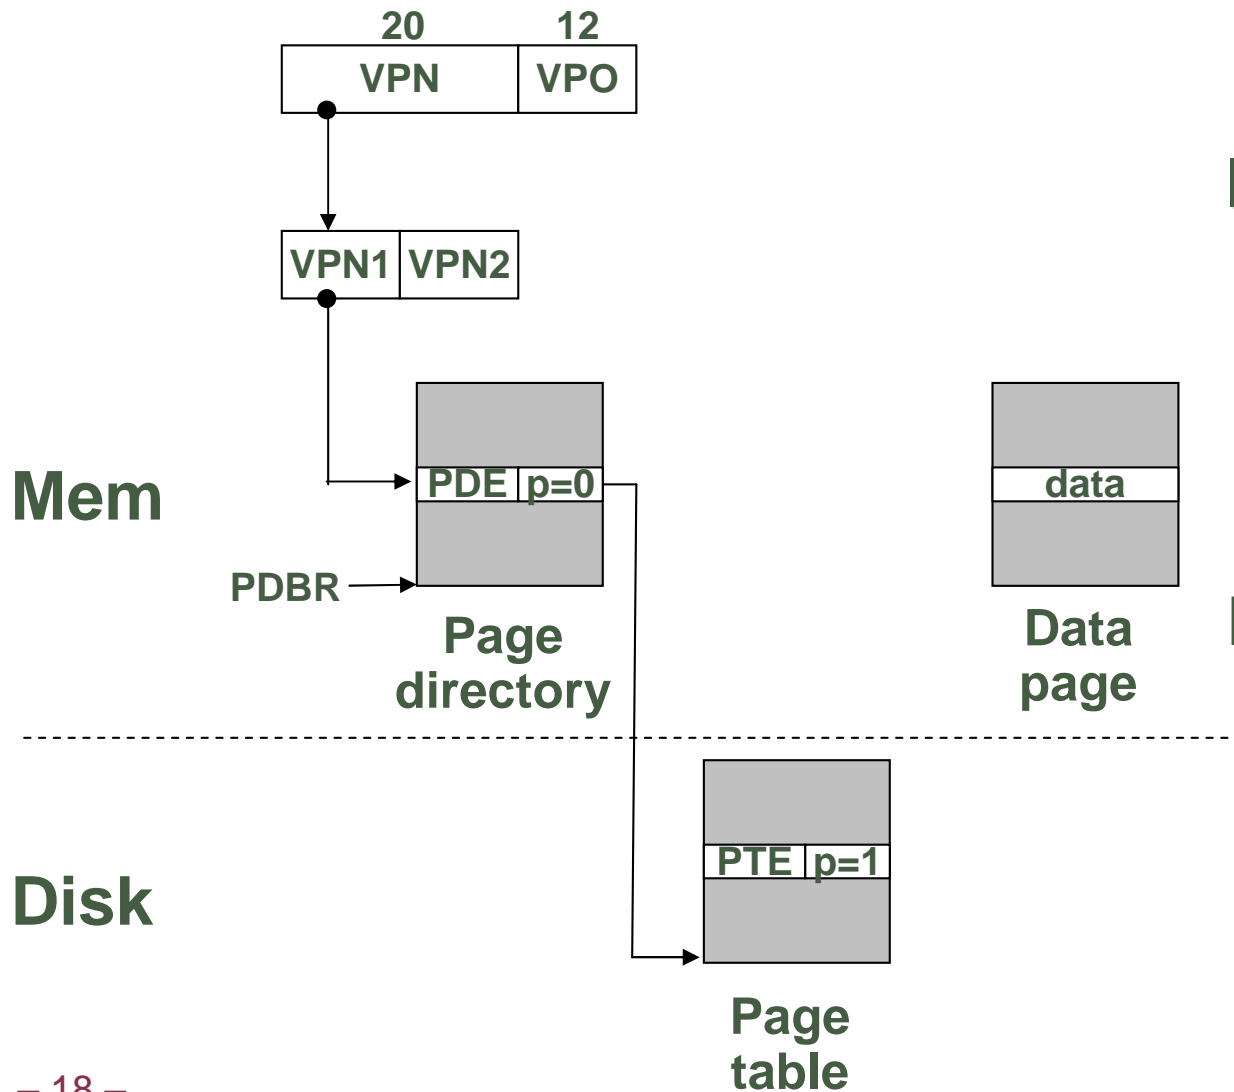 20 12
VPN VPO
VPN1 VPN2
Mem
PDE p=0
data
PDBR
Page
directory
Data
page
Disk
PTE p=1
Page
table
– 18 –